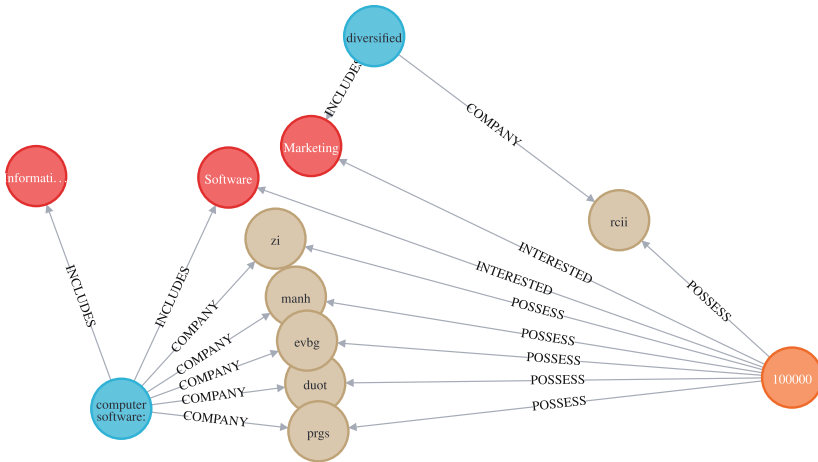 diversified
INCLUDES
COMPANY
Marketing
nformati...
Software
rcii
zi
INTERESTED
INTERESTED
POSSESS
POSSESS
INCLUDES
INCLUDES
COMPANY
manh
POSSESS
evbg
POSSESS
COMPANY
COMPANY
duot
POSSESS
100000
computer
software:
COMPANY
COMPANY
prgs
POSSESS